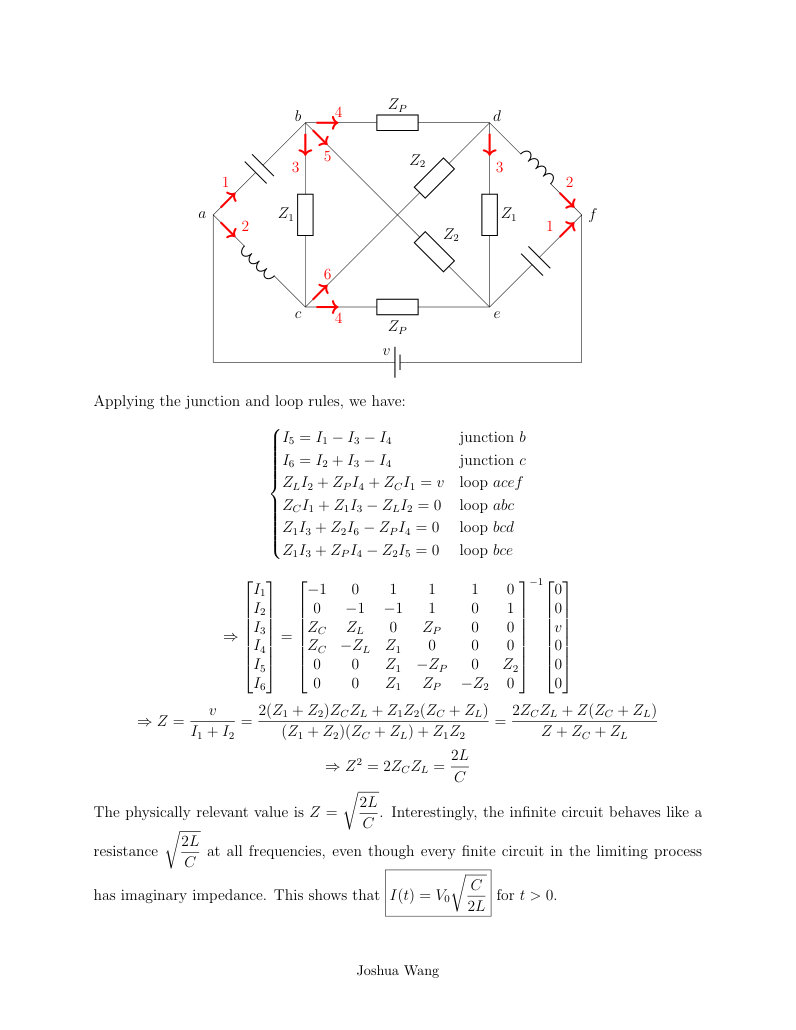 Z_P
b 4 d
3 5 Z_2 3 2
1
a 2 Z_1 Z_1 1 f
Z_2
6
c 4 e
Z_P
v
Applying the junction and loop rules, we have:
I_5 = I_1 − I_3 − I_4 junction b
I_6 = I_2 + I_3 − I_4 junction c
Z_L I_2 + Z_P I_4 + Z_C I_1 = v loop acef
Z_C I_1 + Z_1 I_3 − Z_L I_2 = 0 loop abc
Z_1 I_3 + Z_2 I_6 − Z_P I_4 = 0 loop bcd
Z_1 I_3 + Z_P I_4 − Z_2 I_5 = 0 loop bce
⇒ [I_1; I_2; I_3; I_4; I_5; I_6] = [−1 0 1 1 1 0; 0 −1 −1 1 0 1; Z_C Z_L 0 Z_P 0 0; Z_C −Z_L Z_1 0 0 0; 0 0 Z_1 −Z_P 0 Z_2; 0 0 Z_1 Z_P −Z_2 0]^{−1} [0; 0; v; 0; 0; 0]
⇒ Z = v/(I_1 + I_2) = (2(Z_1 + Z_2)Z_C Z_L + Z_1 Z_2(Z_C + Z_L))/((Z_1 + Z_2)(Z_C + Z_L) + Z_1 Z_2) = (2Z_C Z_L + Z(Z_C + Z_L))/(Z + Z_C + Z_L)
⇒ Z^2 = 2Z_C Z_L = 2L/C
The physically relevant value is Z = √(2L/C). Interestingly, the infinite circuit behaves like a
resistance √(2L/C) at all frequencies, even though every finite circuit in the limiting process
has imaginary impedance. This shows that I(t) = V_0 √(C/2L) for t > 0.
Joshua Wang